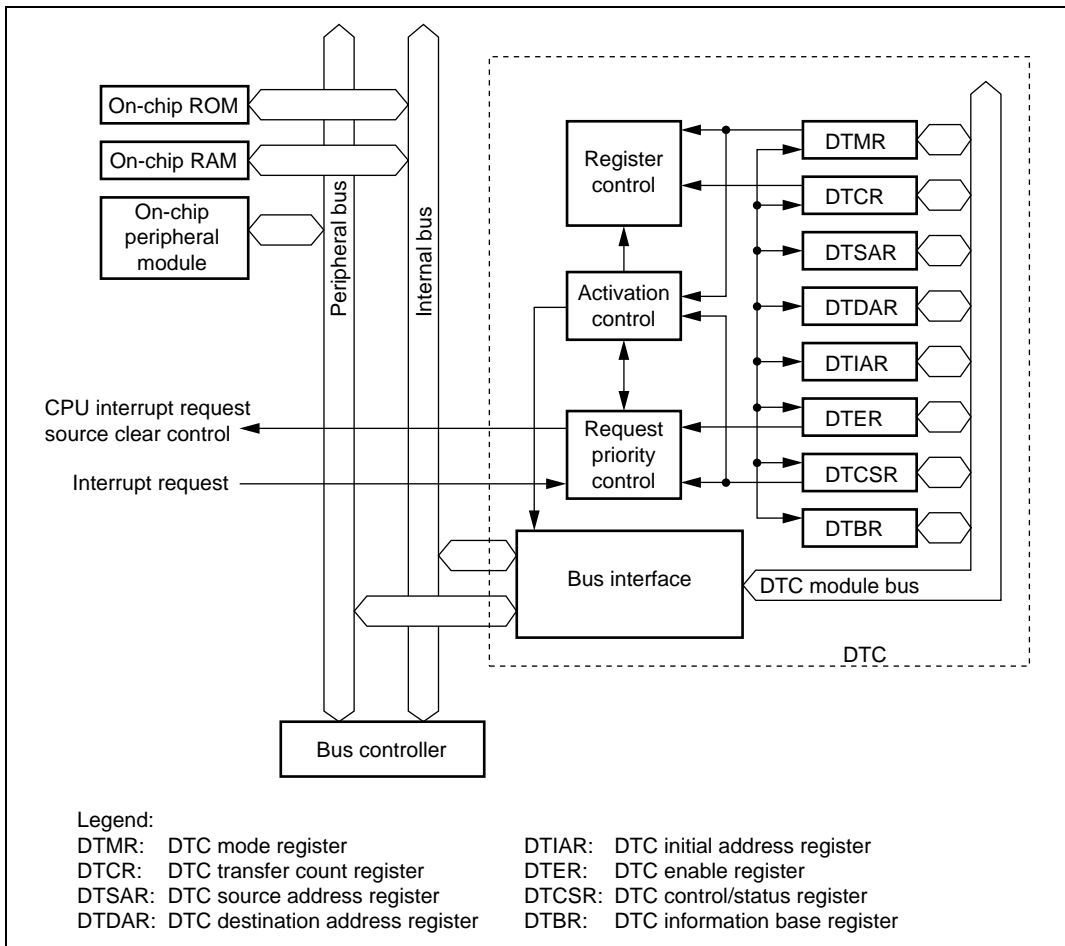 On-chip ROM
On-chip RAM
On-chip
peripheral
module
Peripheral bus
Internal bus
CPU interrupt request
source clear control
Interrupt request
Register
control
Activation
control
Request
priority
control
Bus interface
DTMR
DTCR
DTSAR
DTDAR
DTIAR
DTER
DTCSR
DTBR
DTC module bus
DTC
Bus controller
Legend:
DTMR: DTC mode register
DTCR: DTC transfer count register
DTSAR: DTC source address register
DTDAR: DTC destination address register
DTIAR: DTC initial address register
DTER: DTC enable register
DTCSR: DTC control/status register
DTBR: DTC information base register